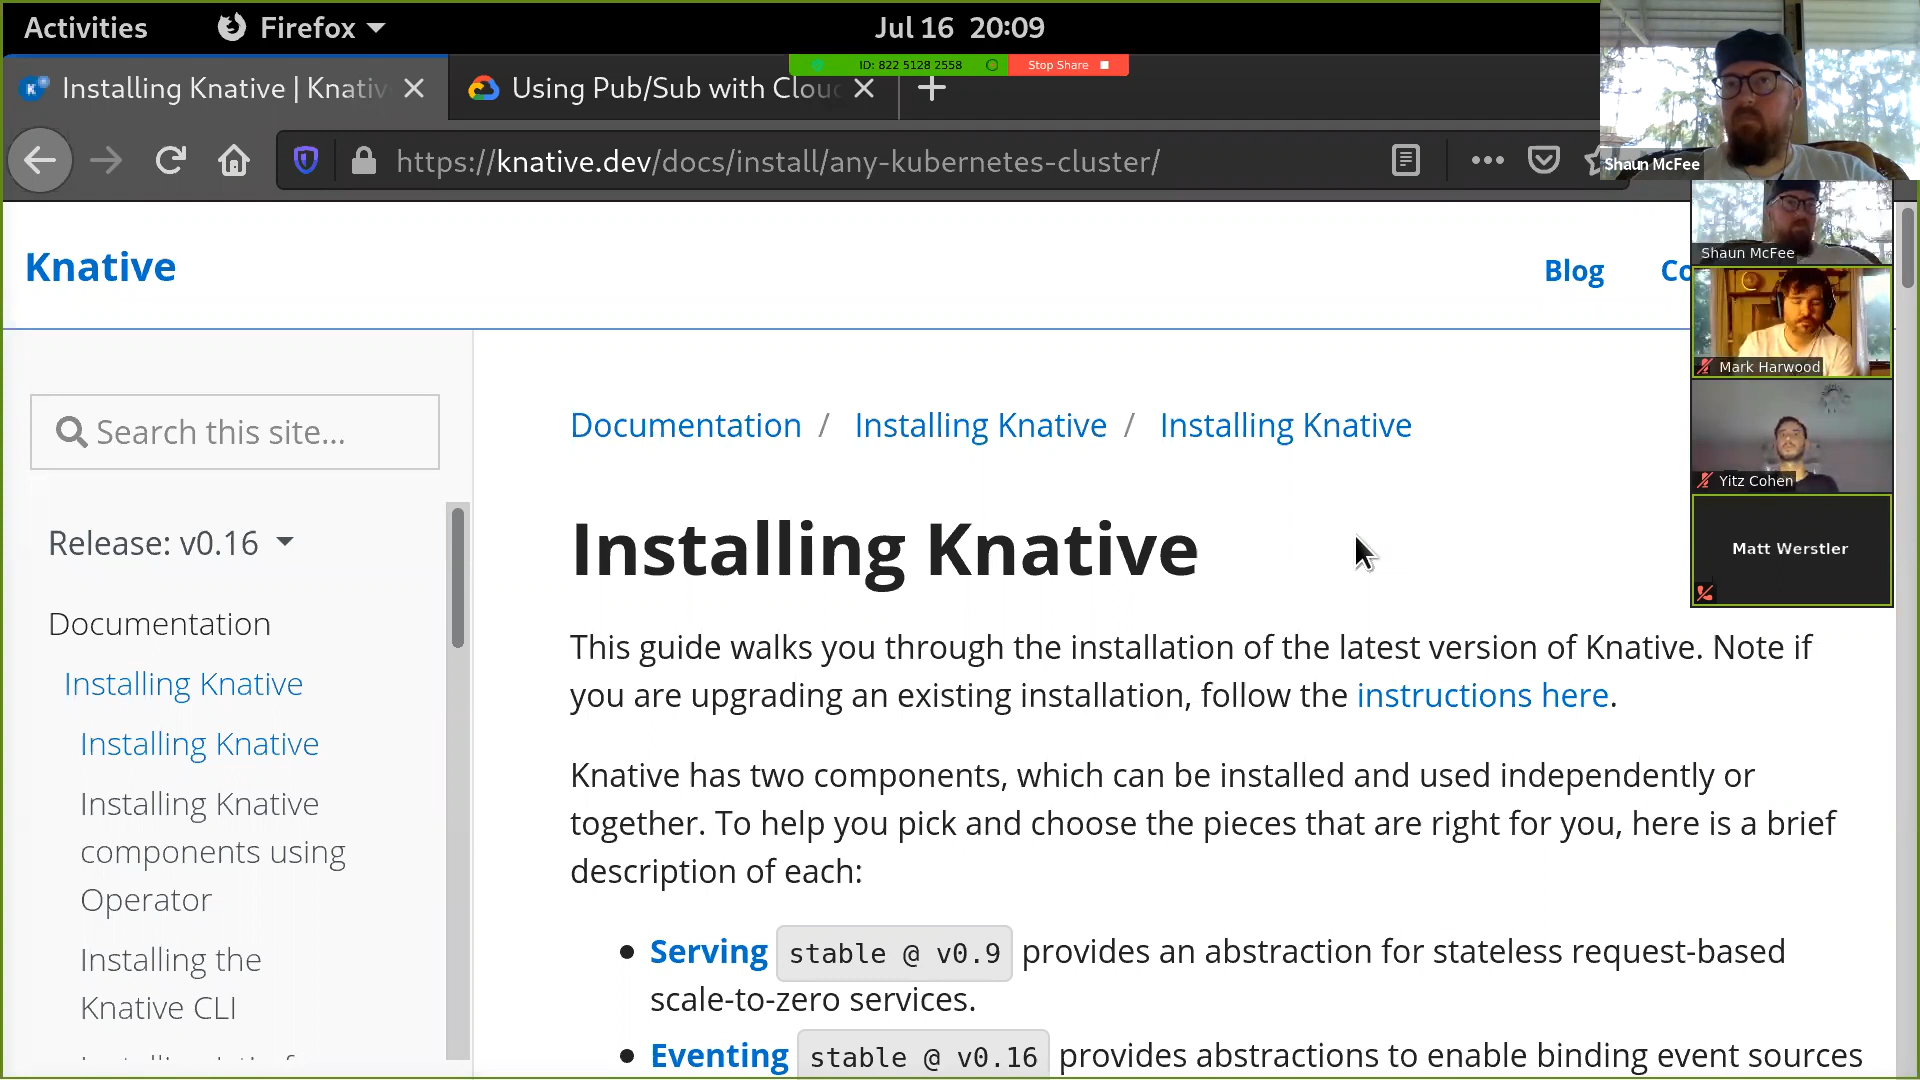 Activities Firefox Jul 16 20:09
ID: 822 5128 2558 Stop Share
Installing Knative | Knativ Using Pub/Sub with Clou
https://knative.dev/docs/install/any-kubernetes-cluster/
Shaun McFee
Shaun McFee
Mark Harwood
Yitz Cohen
Matt Werstler
Knative
Blog Co
Search this site...
Release: v0.16
Documentation
Installing Knative
Installing Knative
Installing Knative
components using
Operator
Installing the
Knative CLI
Documentation / Installing Knative / Installing Knative
Installing Knative
This guide walks you through the installation of the latest version of Knative. Note if
you are upgrading an existing installation, follow the instructions here.
Knative has two components, which can be installed and used independently or
together. To help you pick and choose the pieces that are right for you, here is a brief
description of each:
• Serving stable @ v0.9 provides an abstraction for stateless request-based
scale-to-zero services.
• Eventing stable @ v0.16 provides abstractions to enable binding event sources